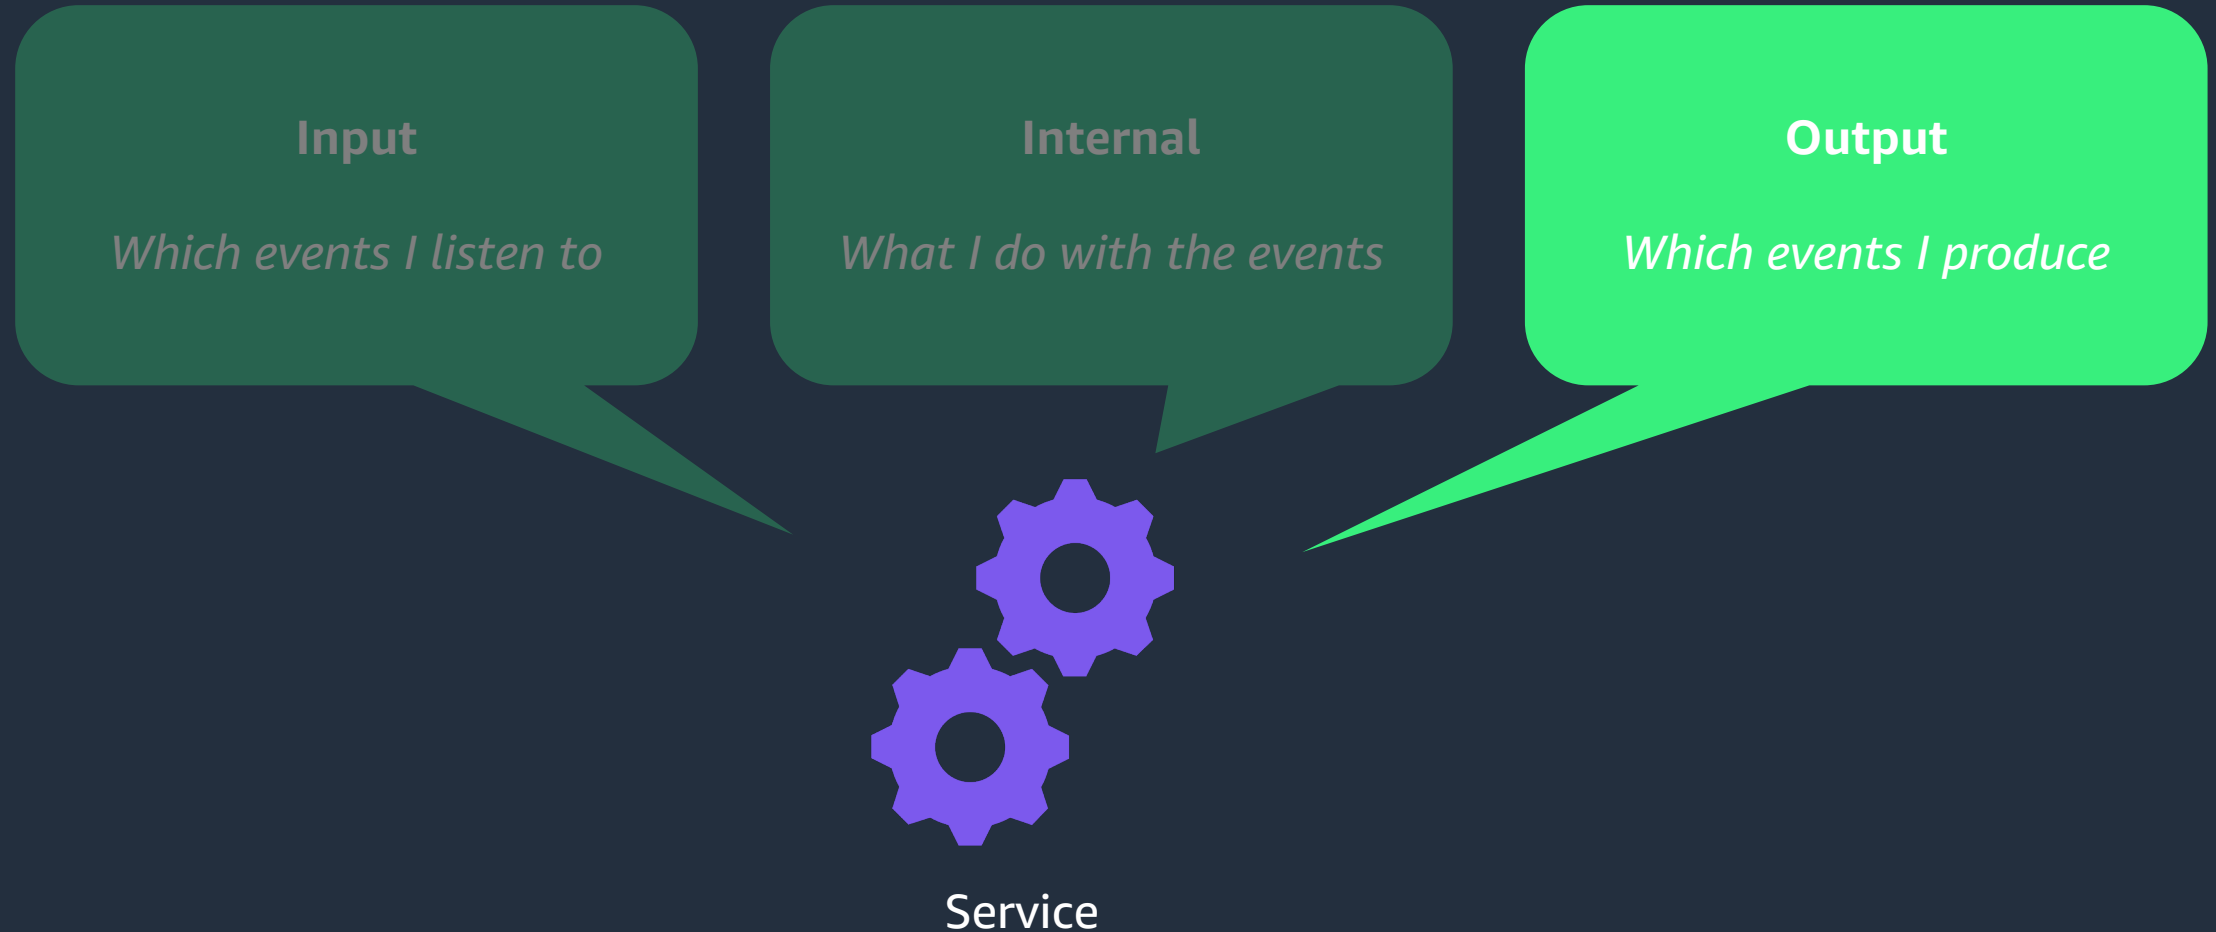 Input
Which events I listen to
Internal
What I do with the events
Output
Which events I produce
Service